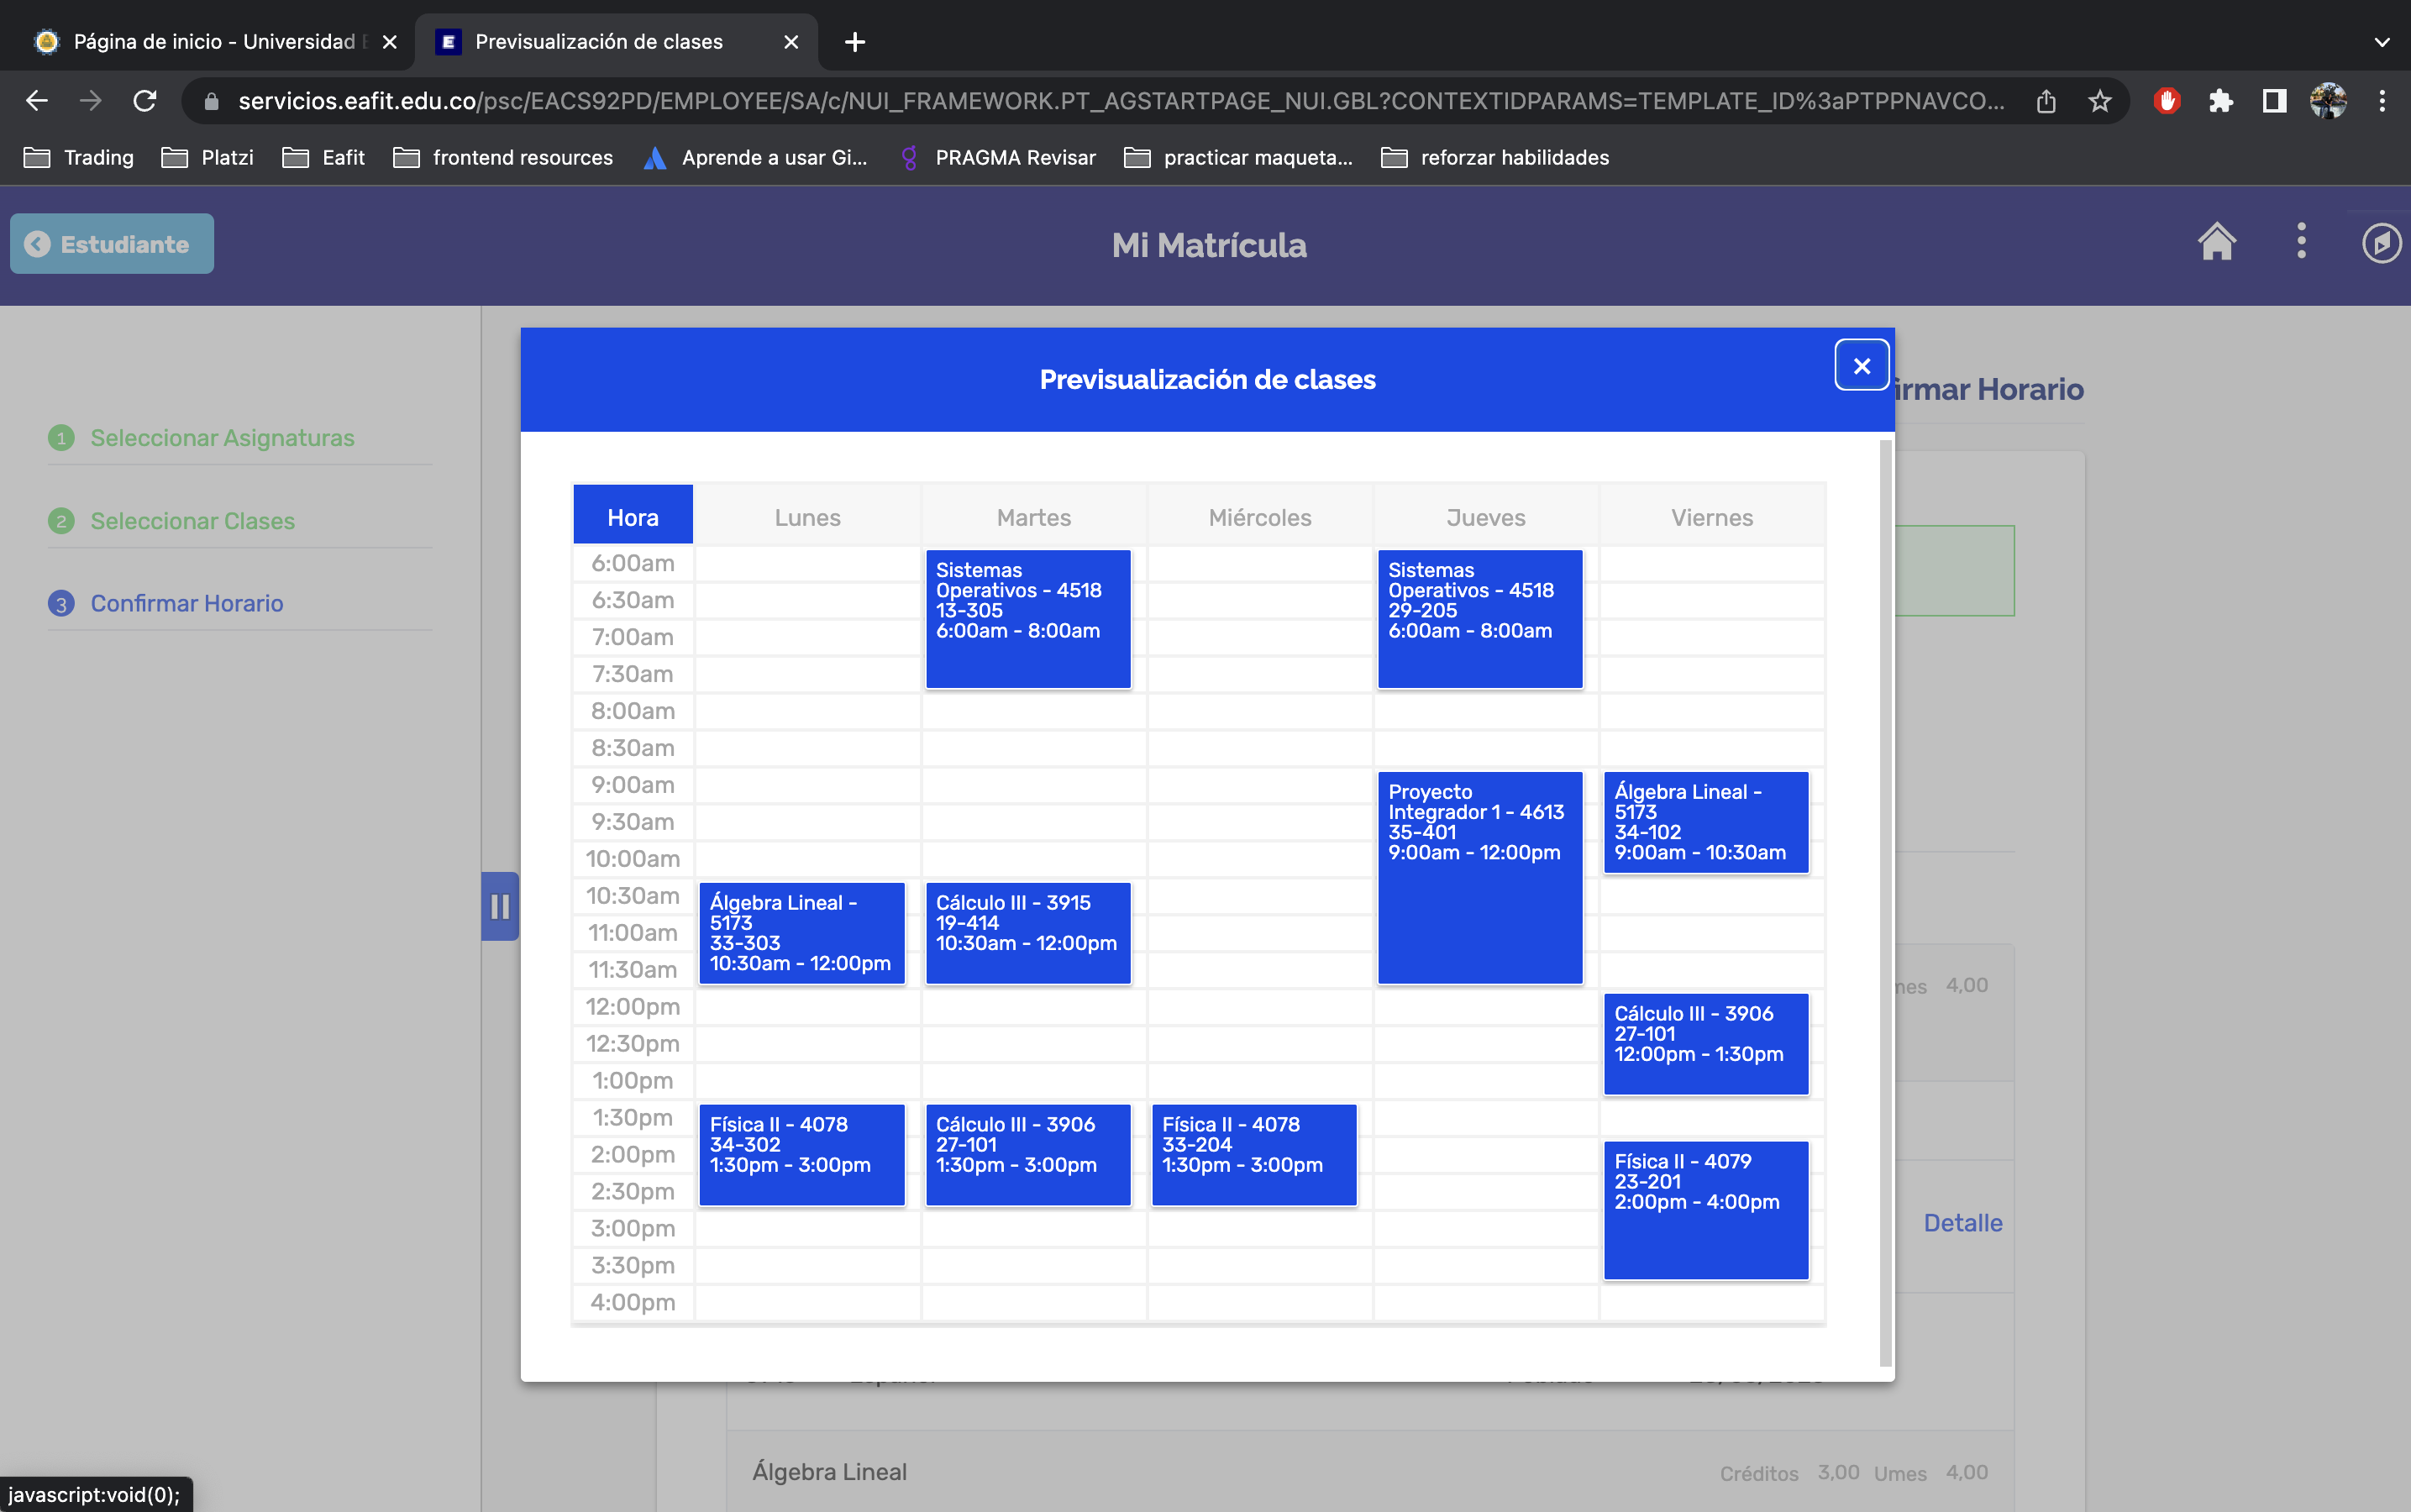 Página de inicio - Universidad E
Previsualización de clases
servicios.eafit.edu.co/psc/EACS92PD/EMPLOYEE/SA/c/NUI_FRAMEWORK.PT_AGSTARTPAGE_NUI.GBL?CONTEXTIDPARAMS=TEMPLATE_ID%3aPTPPNAVCO...
Trading
Platzi
Eafit
frontend resources
Aprende a usar Gi...
PRAGMA Revisar
practicar maqueta...
reforzar habilidades
Estudiante
Mi Matrícula
Previsualización de clases
irmar Horario
1 Seleccionar Asignaturas
2 Seleccionar Clases
3 Confirmar Horario
Hora Lunes Martes Miércoles Jueves Viernes
6:00am
6:30am
7:00am
7:30am
8:00am
8:30am
9:00am
9:30am
10:00am
10:30am
11:00am
11:30am
12:00pm
12:30pm
1:00pm
1:30pm
2:00pm
2:30pm
3:00pm
3:30pm
4:00pm
Álgebra Lineal -
5173
33-303
10:30am - 12:00pm
Física II - 4078
34-302
1:30pm - 3:00pm
Sistemas
Operativos - 4518
13-305
6:00am - 8:00am
Cálculo III - 3915
19-414
10:30am - 12:00pm
Cálculo III - 3906
27-101
1:30pm - 3:00pm
Física II - 4078
33-204
1:30pm - 3:00pm
Sistemas
Operativos - 4518
29-205
6:00am - 8:00am
Proyecto
Integrador 1 - 4613
35-401
9:00am - 12:00pm
Álgebra Lineal -
5173
34-102
9:00am - 10:30am
Cálculo III - 3906
27-101
12:00pm - 1:30pm
Física II - 4079
23-201
2:00pm - 4:00pm
mes 4,00
Detalle
Álgebra Lineal
Créditos 3,00 Umes 4,00
javascript:void(0);